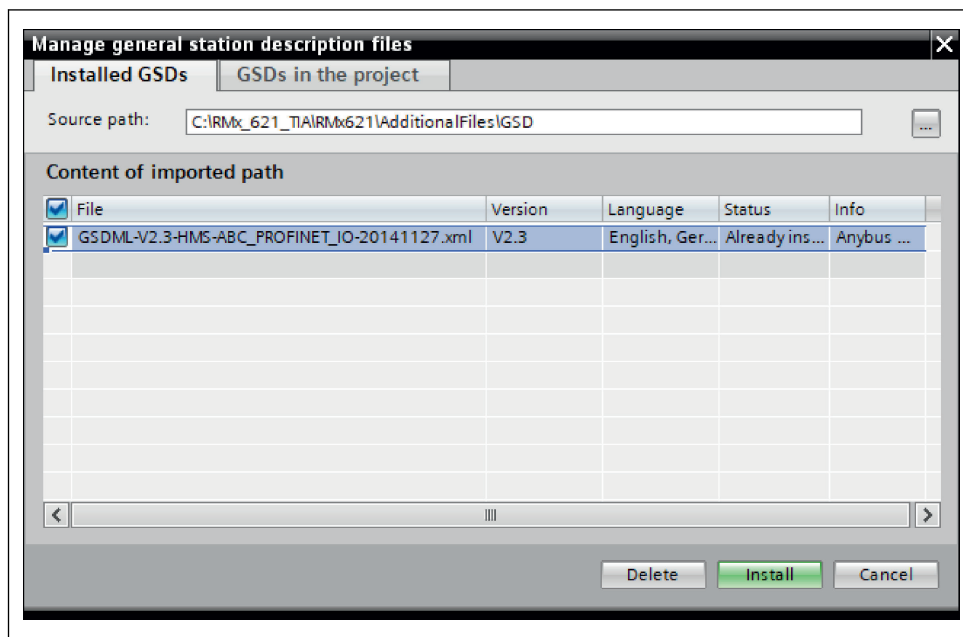 Manage general station description files
Installed GSDs GSDs in the project
Source path: C:\RMx_621_TIA\RMx621\AdditionalFiles\GSD ...
Content of imported path
File Version Language Status Info
GSDML-V2.3-HMS-ABC_PROFINET_IO-20141127.xml V2.3 English, Ger... Already ins... Anybus ...
Delete Install Cancel